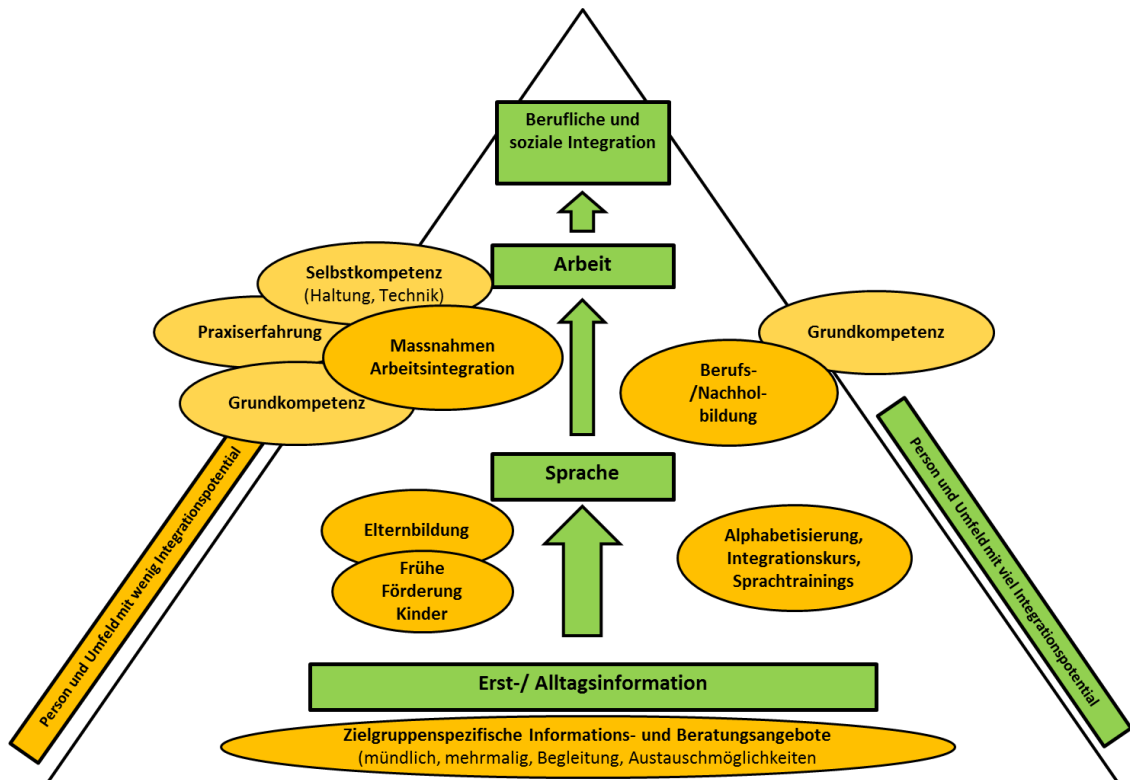 Berufliche und
soziale Integration
Arbeit
Selbstkompetenz
(Haltung, Technik)
Praxiserfahrung
Massnahmen
Arbeitsintegration
Grundkompetenz
Grundkompetenz
Berufs-
/Nachhol-
bildung
Person und Umfeld mit wenig Integrationspotential
Person und Umfeld mit viel Integrationspotential
Sprache
Elternbildung
Frühe
Förderung
Kinder
Alphabetisierung,
Integrationskurs,
Sprachtrainings
Erst-/ Alltagsinformation
Zielgruppenspezifische Informations- und Beratungsangebote
(mündlich, mehrmalig, Begleitung, Austauschmöglichkeiten